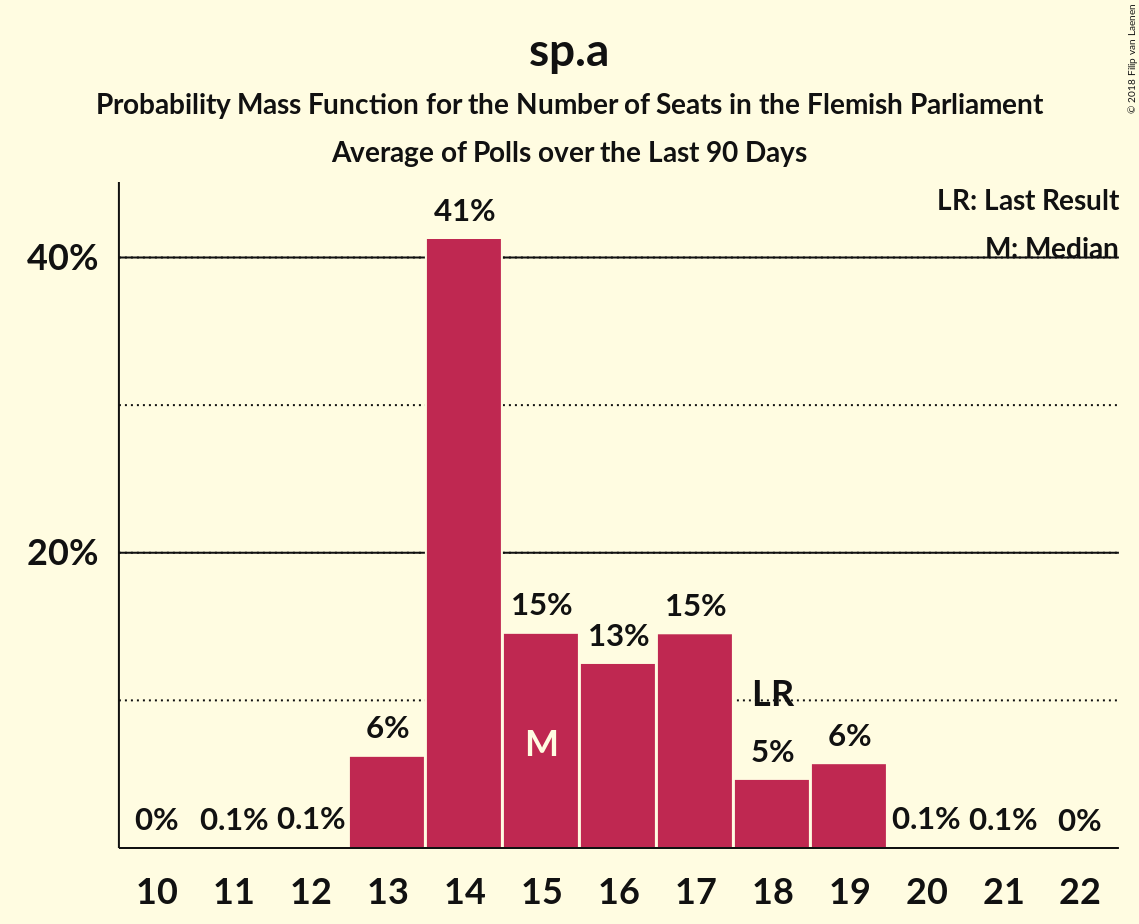 sp.a
Probability Mass Function for the Number of Seats in the Flemish Parliament
Average of Polls over the Last 90 Days
© 2018 Filip van Laenen
LR: Last Result
M: Median
40%
20%
0%
0.1%
0.1%
6%
41%
15%
M
13%
15%
LR
5%
6%
0.1%
0.1%
0%
10 11 12 13 14 15 16 17 18 19 20 21 22